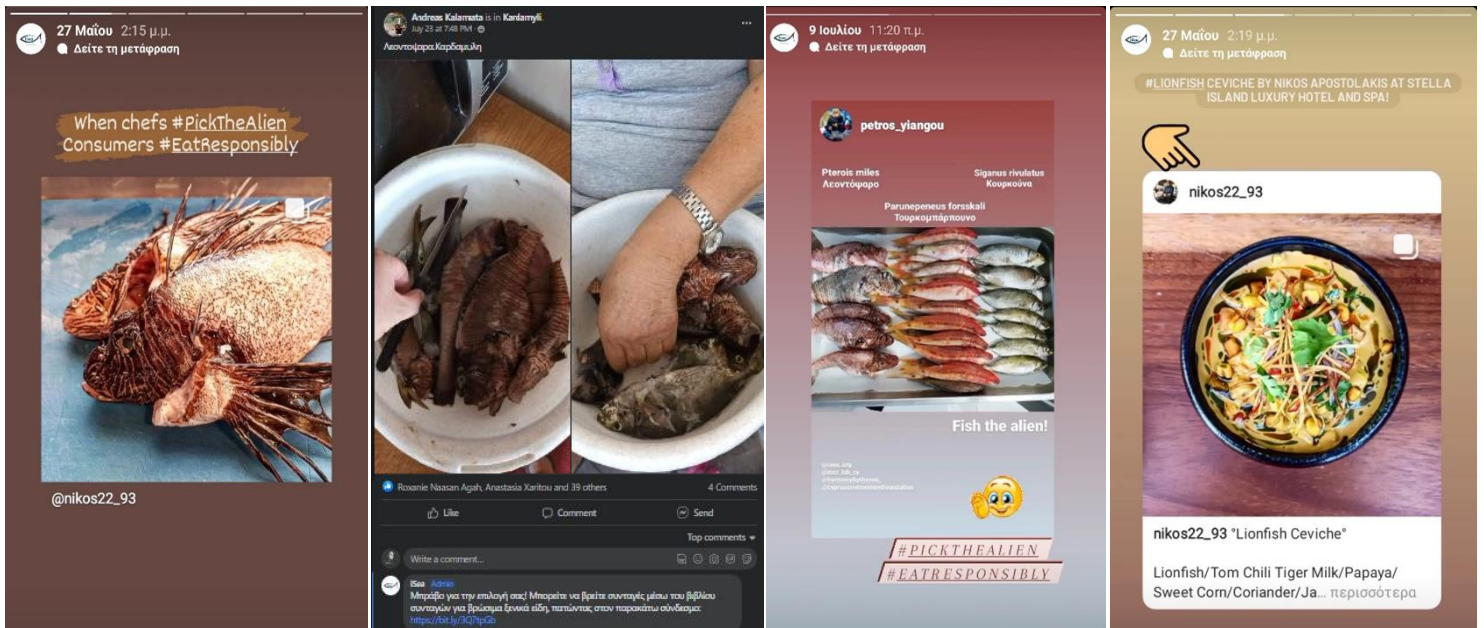 27 Μαΐου 2:15 μ.μ.
Δείτε τη μετάφραση
When chefs #PickTheAlien
Consumers #EatResponsibly
@nikos22_93
Andreas Kalamata is in Kardamyli.
July 23 at 7:48 PM
Λεοντοψαρα.Καρδαμυλη
Roxanie Naasan Agah, Anastasia Xaritou and 39 others
4 Comments
Like
Comment
Send
Top comments
Write a comment...
iSea Admin
Μπράβο για την επιλογή σας! Μπορείτε να βρείτε συνταγές μέσω του βιβλίου
συνταγών για βρώσιμα ξενικά είδη, πατώντας στον παρακάτω σύνδεσμο:
https://bit.ly/3Q7tpGb
9 Ιουλίου 11:20 π.μ.
Δείτε τη μετάφραση
petros_yiangou
Pterois miles
Λεοντόψαρο
Siganus rivulatus
Κουρκούνα
Parupeneus forsskali
Τουρκομπάρπουνο
Fish the alien!
#PICKTHEALIEN
#EATRESPONSIBLY
27 Μαΐου 2:19 μ.μ.
Δείτε τη μετάφραση
#LIONFISH CEVICHE BY NIKOS APOSTOLAKIS AT STELLA
ISLAND LUXURY HOTEL AND SPA!
nikos22_93
nikos22_93 °Lionfish Ceviche°
Lionfish/Tom Chili Tiger Milk/Papaya/
Sweet Corn/Coriander/Ja... περισσότερα